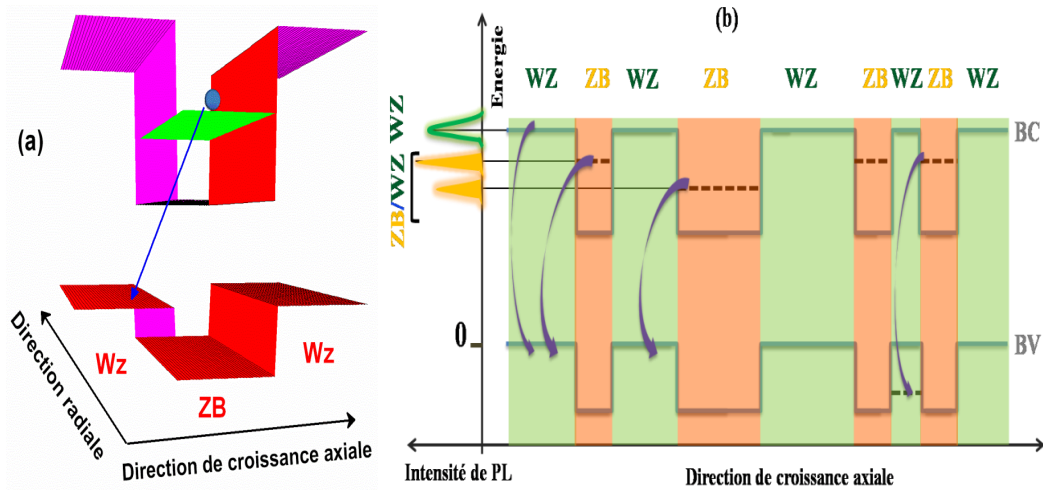 (a)
Wz
ZB
Wz
Direction radiale
Direction de croissance axiale
(b)
Energie
WZ
ZB
WZ
ZB
WZ
ZB
WZ
ZB
WZ
WZ
ZB/WZ
BC
0
BV
Intensité de PL
Direction de croissance axiale